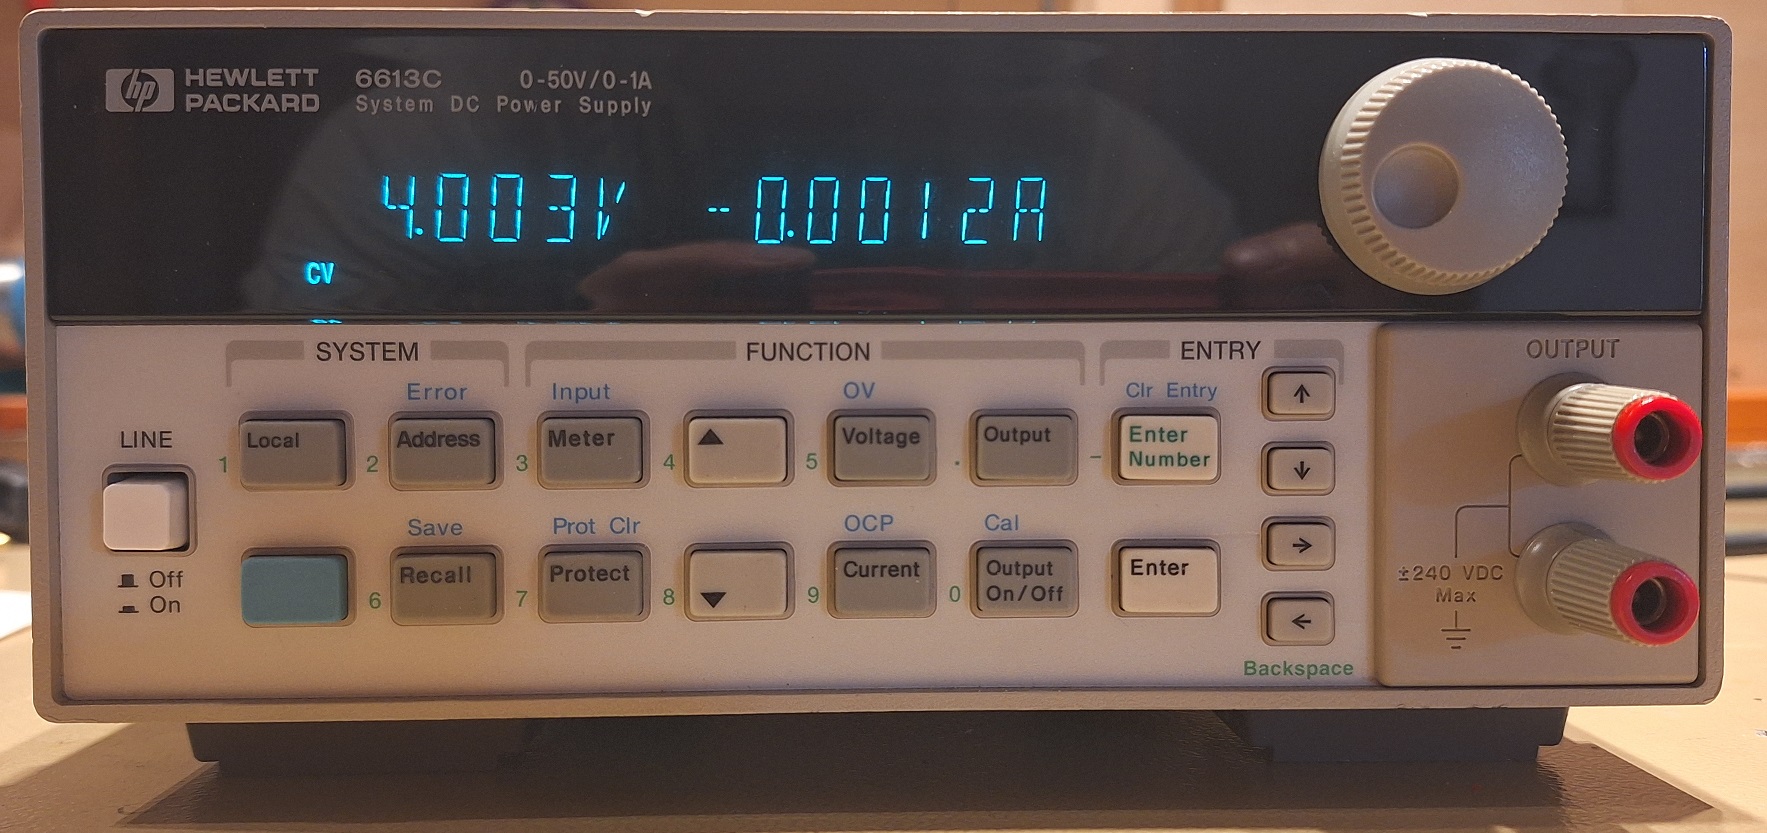 hp HEWLETT PACKARD
6613C 0-50V/0-1A
System DC Power Supply
4.003V -0.0012A
CV
SYSTEM FUNCTION ENTRY OUTPUT
Error Input OV Clr Entry
LINE
1 Local 2 Address 3 Meter 4 ▲ 5 Voltage . Output - Enter Number ↑
↓
Save Prot Clr OCP Cal
→
6 Recall 7 Protect 8 ▼ 9 Current 0 Output On/Off Enter
←
Off
On
Backspace
±240 VDC
Max